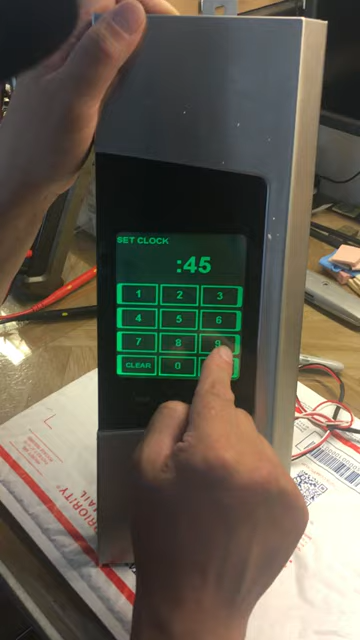 SET CLOCK
:45
1 2 3
4 5 6
7 8 9
CLEAR 0
PRIORITY
MAIL